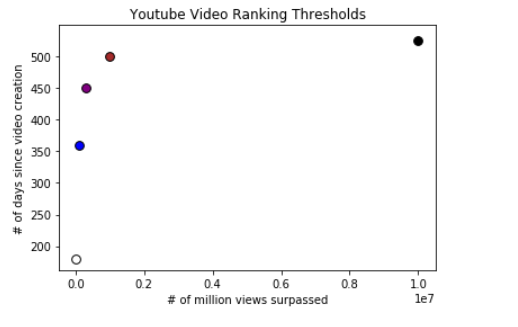 Youtube Video Ranking Thresholds
# of days since video creation
500
450
400
350
300
250
200
0.0 0.2 0.4 0.6 0.8 1.0
1e7
# of million views surpassed